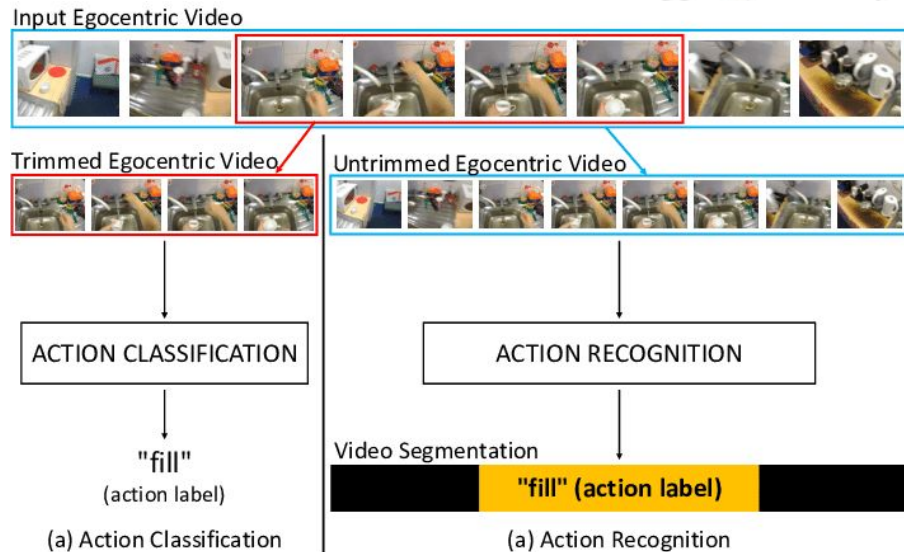 Input Egocentric Video
Trimmed Egocentric Video
Untrimmed Egocentric Video
ACTION CLASSIFICATION
ACTION RECOGNITION
"fill"
(action label)
Video Segmentation
"fill" (action label)
(a) Action Classification
(a) Action Recognition